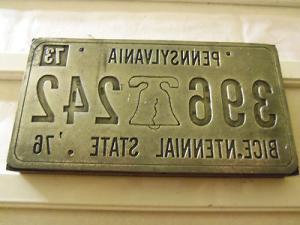 PENNSYLVANIA 73
396 242
BICENTENNIAL STATE '76